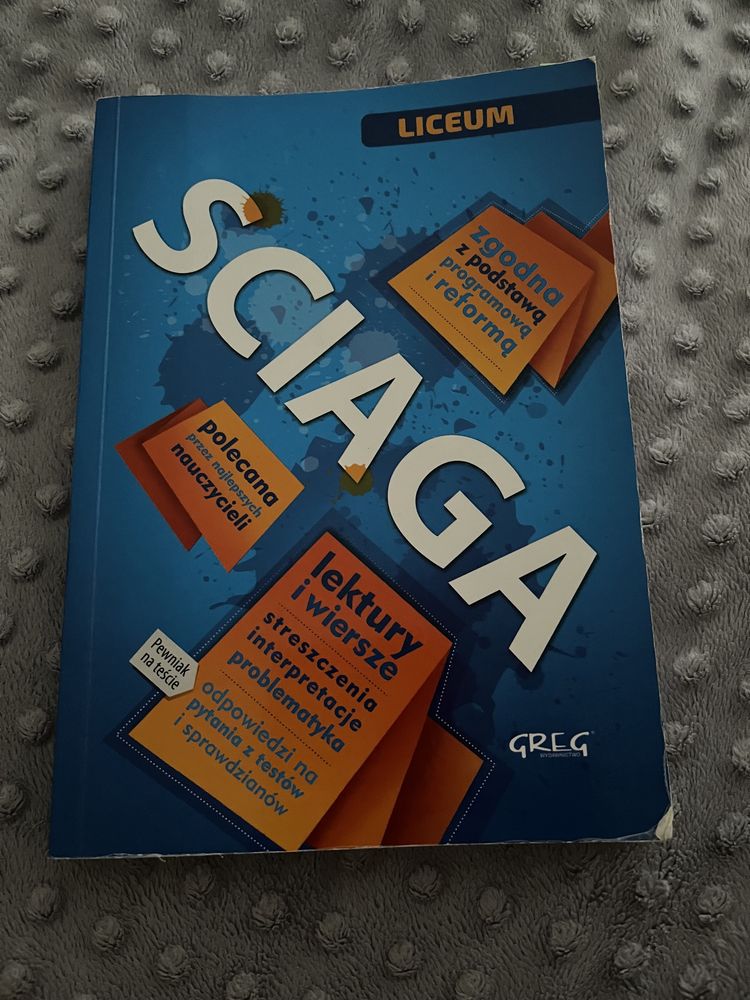 LICEUM
ŚCIĄGA
zgodna
z podstawą
programową
i reformą
polecana
przez najlepszych
nauczycieli
lektury
i wiersze
streszczenia
interpretacje
problematyka
odpowiedzi na
pytania z testów
i sprawdzianów
Pewniak
na teście
GREG
WYDAWNICTWO